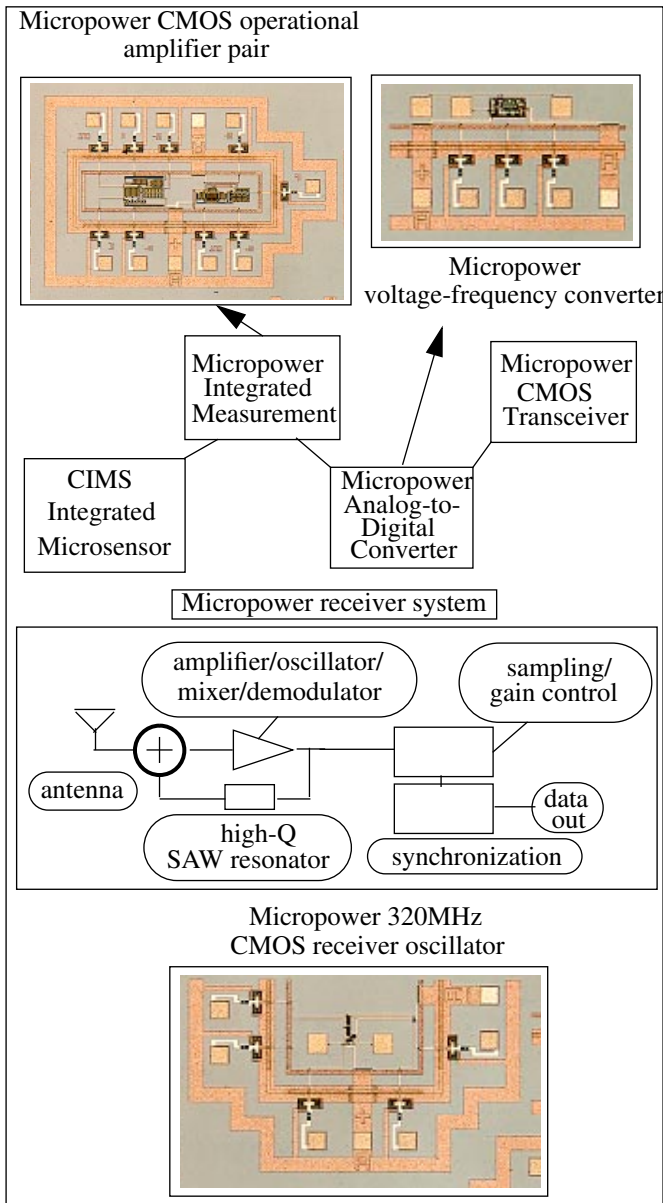 Micropower CMOS operational
amplifier pair
Micropower
voltage-frequency converter
Micropower
Integrated
Measurement
Micropower
CMOS
Transceiver
CIMS
Integrated
Microsensor
Micropower
Analog-to-
Digital
Converter
Micropower receiver system
amplifier/oscillator/
mixer/demodulator
sampling/
gain control
antenna
high-Q
SAW resonator
data
out
synchronization
Micropower 320MHz
CMOS receiver oscillator